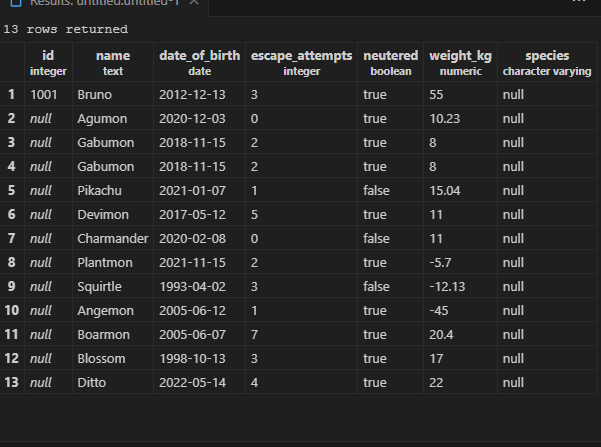 Results: untitled.untitled-1
13 rows returned
id name date_of_birth escape_attempts neutered weight_kg species
integer text date integer boolean numeric character varying
1 1001 Bruno 2012-12-13 3 true 55 null
2 null Agumon 2020-12-03 0 true 10.23 null
3 null Gabumon 2018-11-15 2 true 8 null
4 null Gabumon 2018-11-15 2 true 8 null
5 null Pikachu 2021-01-07 1 false 15.04 null
6 null Devimon 2017-05-12 5 true 11 null
7 null Charmander 2020-02-08 0 false 11 null
8 null Plantmon 2021-11-15 2 true -5.7 null
9 null Squirtle 1993-04-02 3 false -12.13 null
10 null Angemon 2005-06-12 1 true -45 null
11 null Boarmon 2005-06-07 7 true 20.4 null
12 null Blossom 1998-10-13 3 true 17 null
13 null Ditto 2022-05-14 4 true 22 null